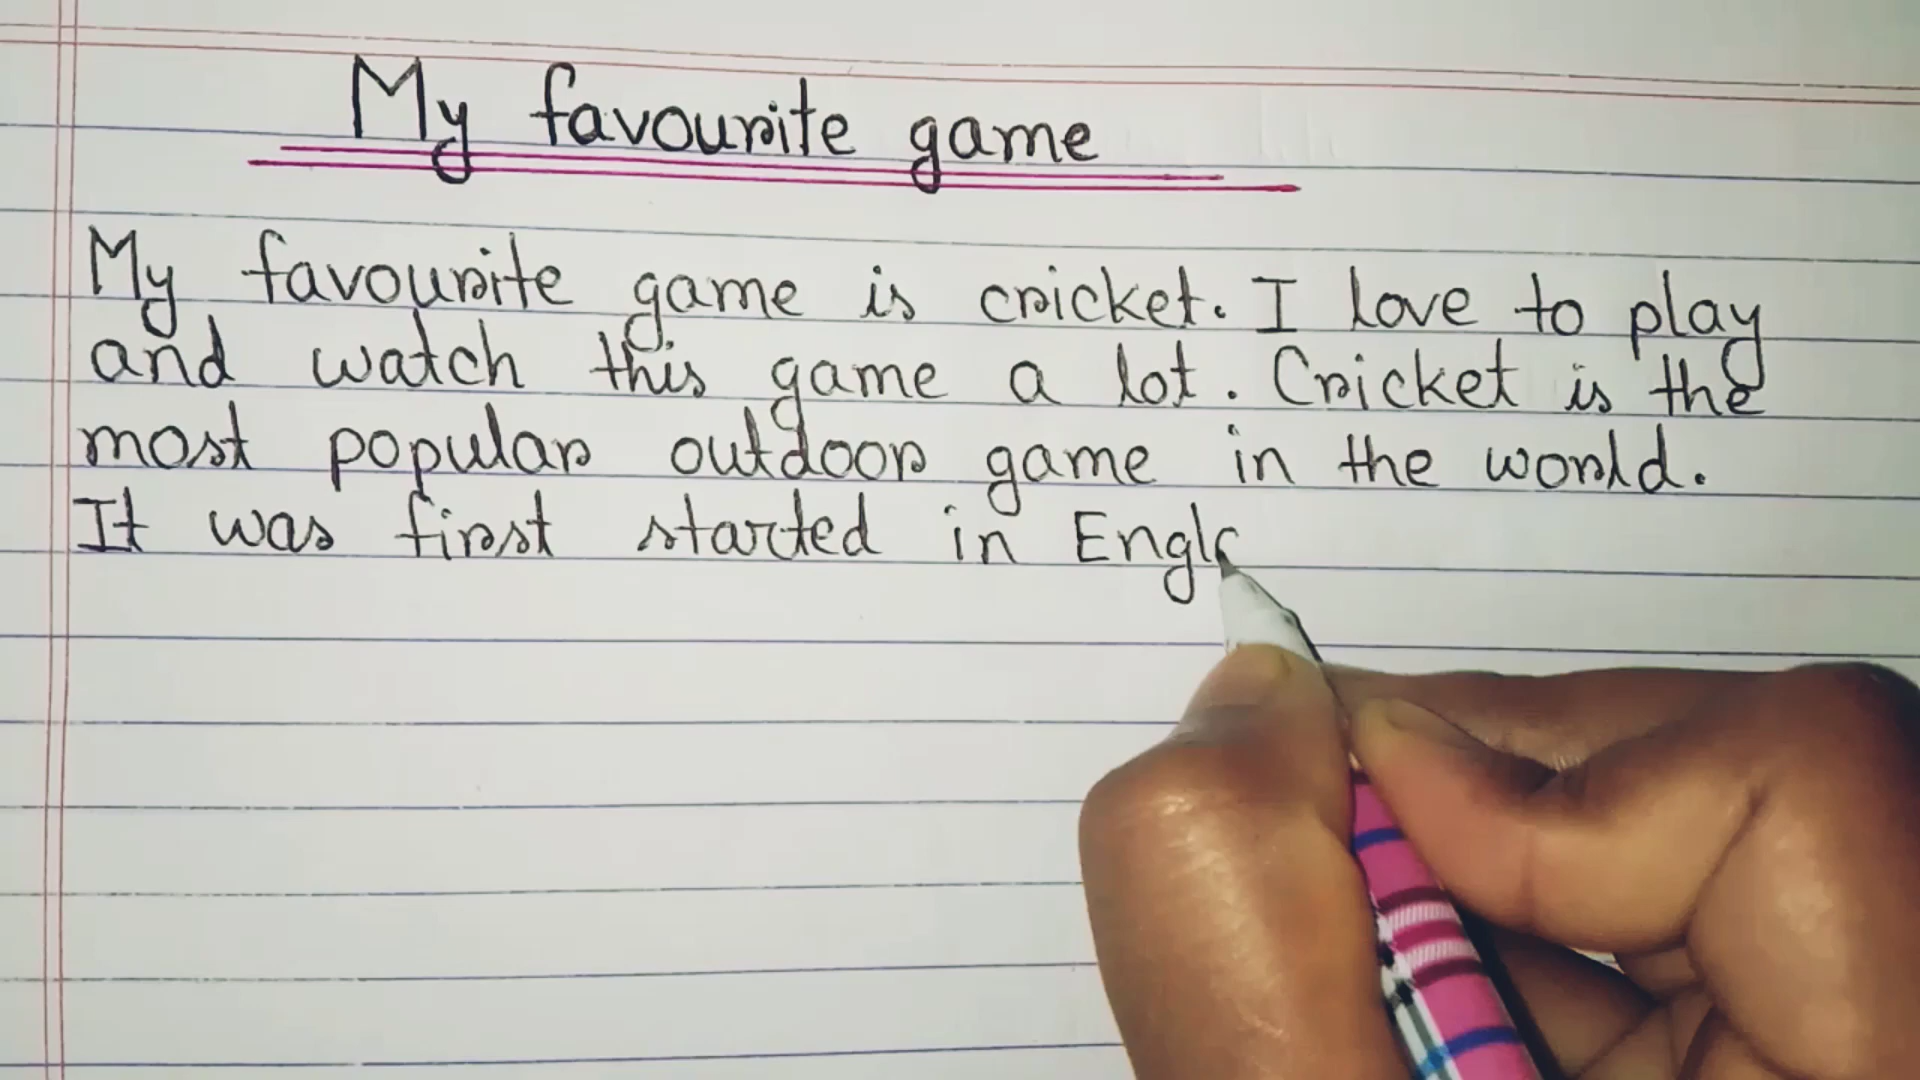 My favourite game
My favourite game is cricket. I love to play
and watch this game a lot. Cricket is the
most popular outdoor game in the world.
It was first started in Engla